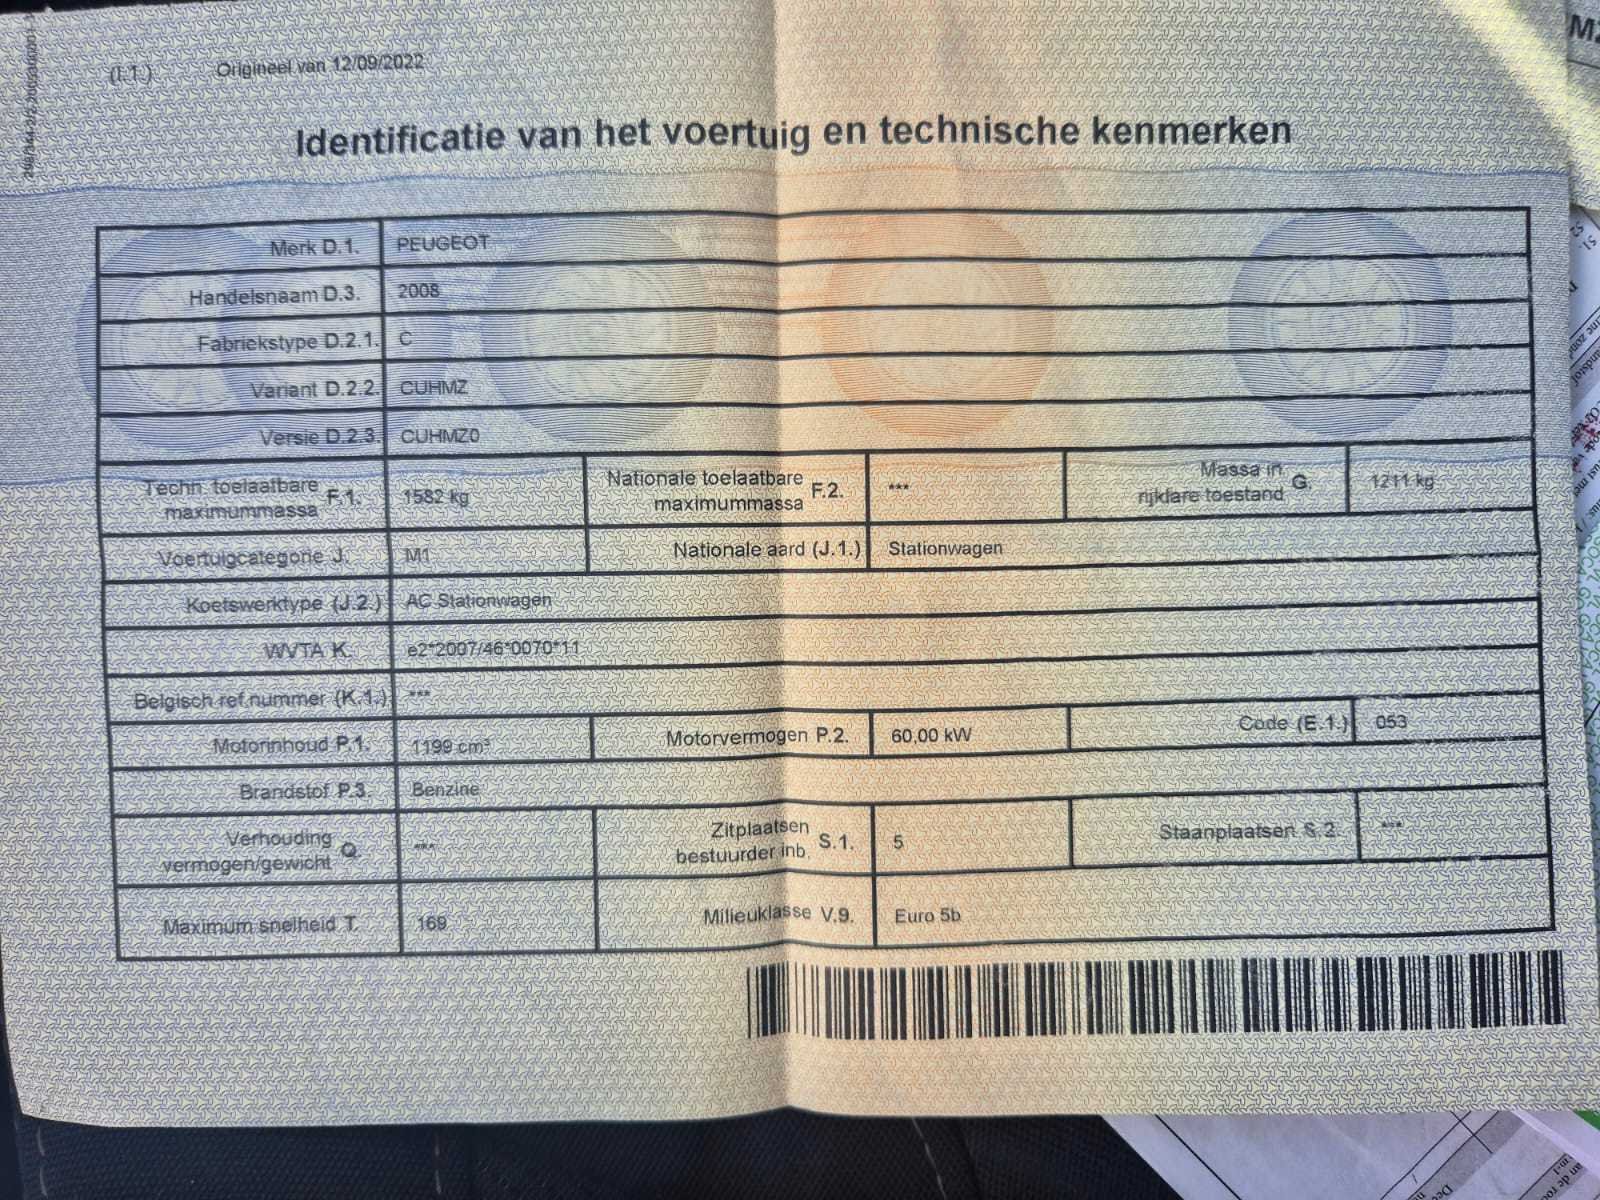 (I.1.) Origineel van 12/09/2022
Identificatie van het voertuig en technische kenmerken
Merk D.1. PEUGEOT
Handelsnaam D.3. 2008
Fabriekstype D.2.1. C
Variant D.2.2. CUHMZ
Versie D.2.3. CUHMZ0
Techn. toelaatbare maximummassa F.1. 1582 kg Nationale toelaatbare maximummassa F.2. *** Massa in rijklare toestand G. 1211 kg
Voertuigcategorie J. M1 Nationale aard (J.1.) Stationwagen
Koetswerktype (J.2.) AC Stationwagen
WVTA K. e2*2007/46*0070*11
Belgisch ref.nummer (K.1.) ***
Motorinhoud P.1. 1199 cm³ Motorvermogen P.2. 60,00 kW Code (E.1.) 053
Brandstof P.3. Benzine
Verhouding vermogen/gewicht Q. *** Zitplaatsen bestuurder inb. S.1. 5 Staanplaatsen S.2. ***
Maximum snelheid T. 169 Milieuklasse V.9. Euro 5b